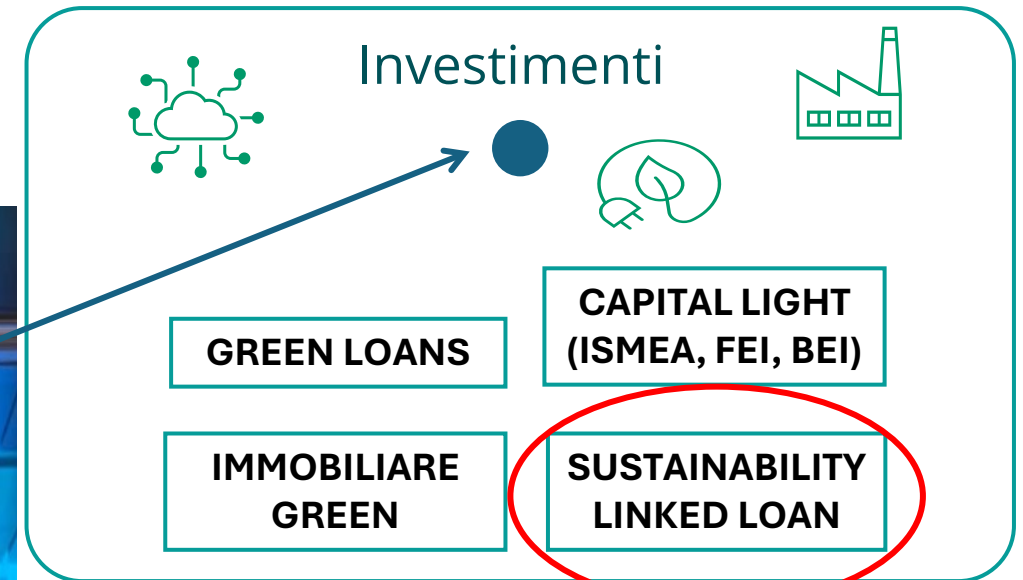 Investimenti
GREEN LOANS
CAPITAL LIGHT
(ISMEA, FEI, BEI)
IMMOBILIARE
GREEN
SUSTAINABILITY
LINKED LOAN